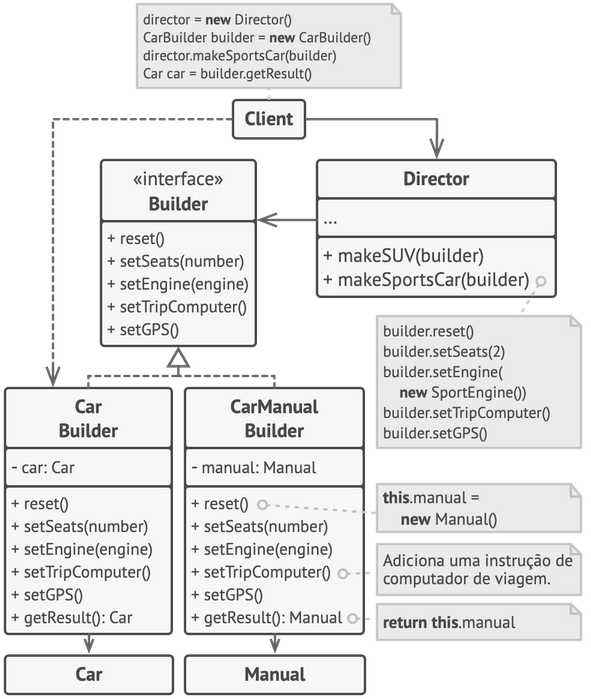 director = new Director()
CarBuilder builder = new CarBuilder()
director.makeSportsCar(builder)
Car car = builder.getResult()
Client
«interface»
Builder
+ reset()
+ setSeats(number)
+ setEngine(engine)
+ setTripComputer()
+ setGPS()
Director
...
+ makeSUV(builder)
+ makeSportsCar(builder)
builder.reset()
builder.setSeats(2)
builder.setEngine(
new SportEngine())
builder.setTripComputer()
builder.setGPS()
Car
Builder
- car: Car
+ reset()
+ setSeats(number)
+ setEngine(engine)
+ setTripComputer()
+ setGPS()
+ getResult(): Car
CarManual
Builder
- manual: Manual
+ reset()
+ setSeats(number)
+ setEngine(engine)
+ setTripComputer()
+ setGPS()
+ getResult(): Manual
this.manual =
new Manual()
Adiciona uma instrução de
computador de viagem.
return this.manual
Car
Manual